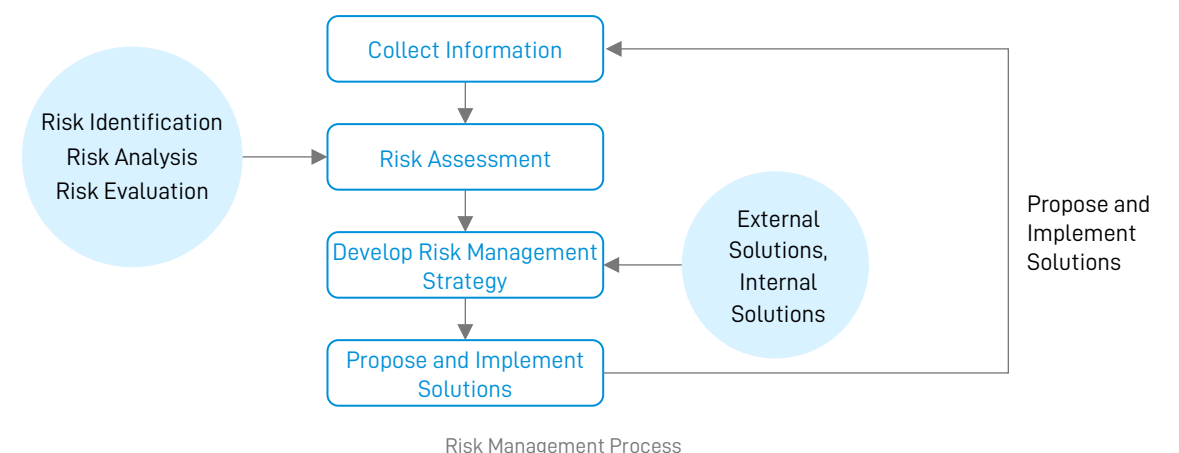 Collect Information
Risk Identification
Risk Analysis
Risk Evaluation
Risk Assessment
Develop Risk Management
Strategy
External
Solutions,
Internal
Solutions
Propose and
Implement
Solutions
Propose and Implement
Solutions
Risk Management Process